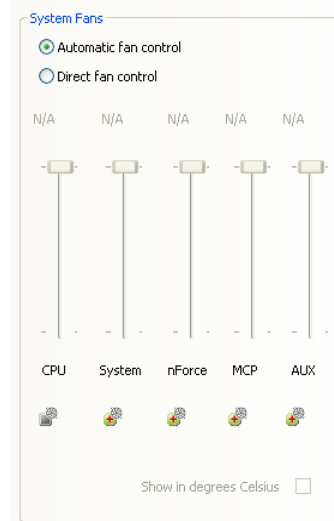 System Fans
Automatic fan control
Direct fan control
N/A N/A N/A N/A N/A
CPU System nForce MCP AUX
Show in degrees Celsius